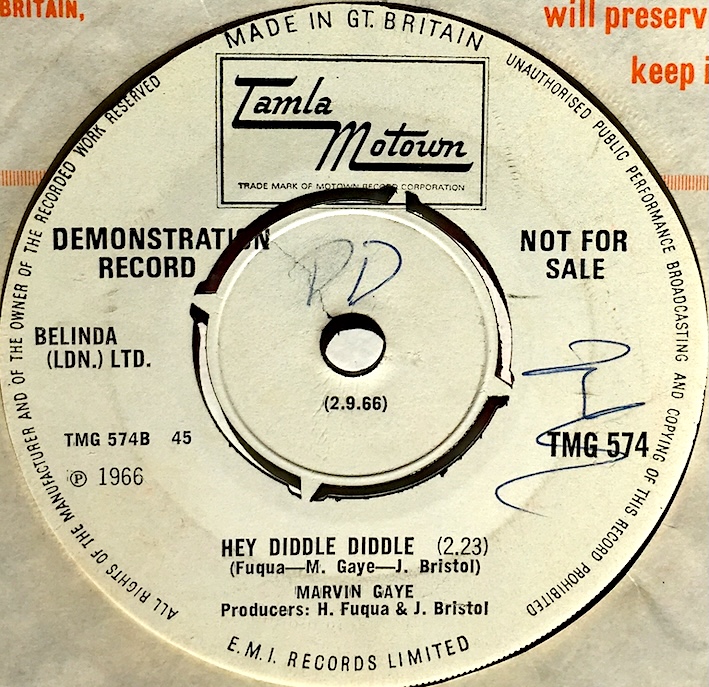 BRITAIN,
will preserv
keep i
MADE IN GT. BRITAIN
Tamla
Motown
TRADE MARK OF MOTOWN RECORD CORPORATION
DEMONSTRATION
RECORD
NOT FOR
SALE
RD
BELINDA
(LDN.) LTD.
(2.9.66)
TMG 574B 45
TMG 574
℗ 1966
HEY DIDDLE DIDDLE (2.23)
(Fuqua—M. Gaye—J. Bristol)
MARVIN GAYE
Producers: H. Fuqua & J. Bristol
E.M.I. RECORDS LIMITED
ALL RIGHTS OF THE MANUFACTURER AND OF THE OWNER OF THE RECORDED WORK RESERVED
UNAUTHORISED PUBLIC PERFORMANCE BROADCASTING AND COPYING OF THIS RECORD PROHIBITED